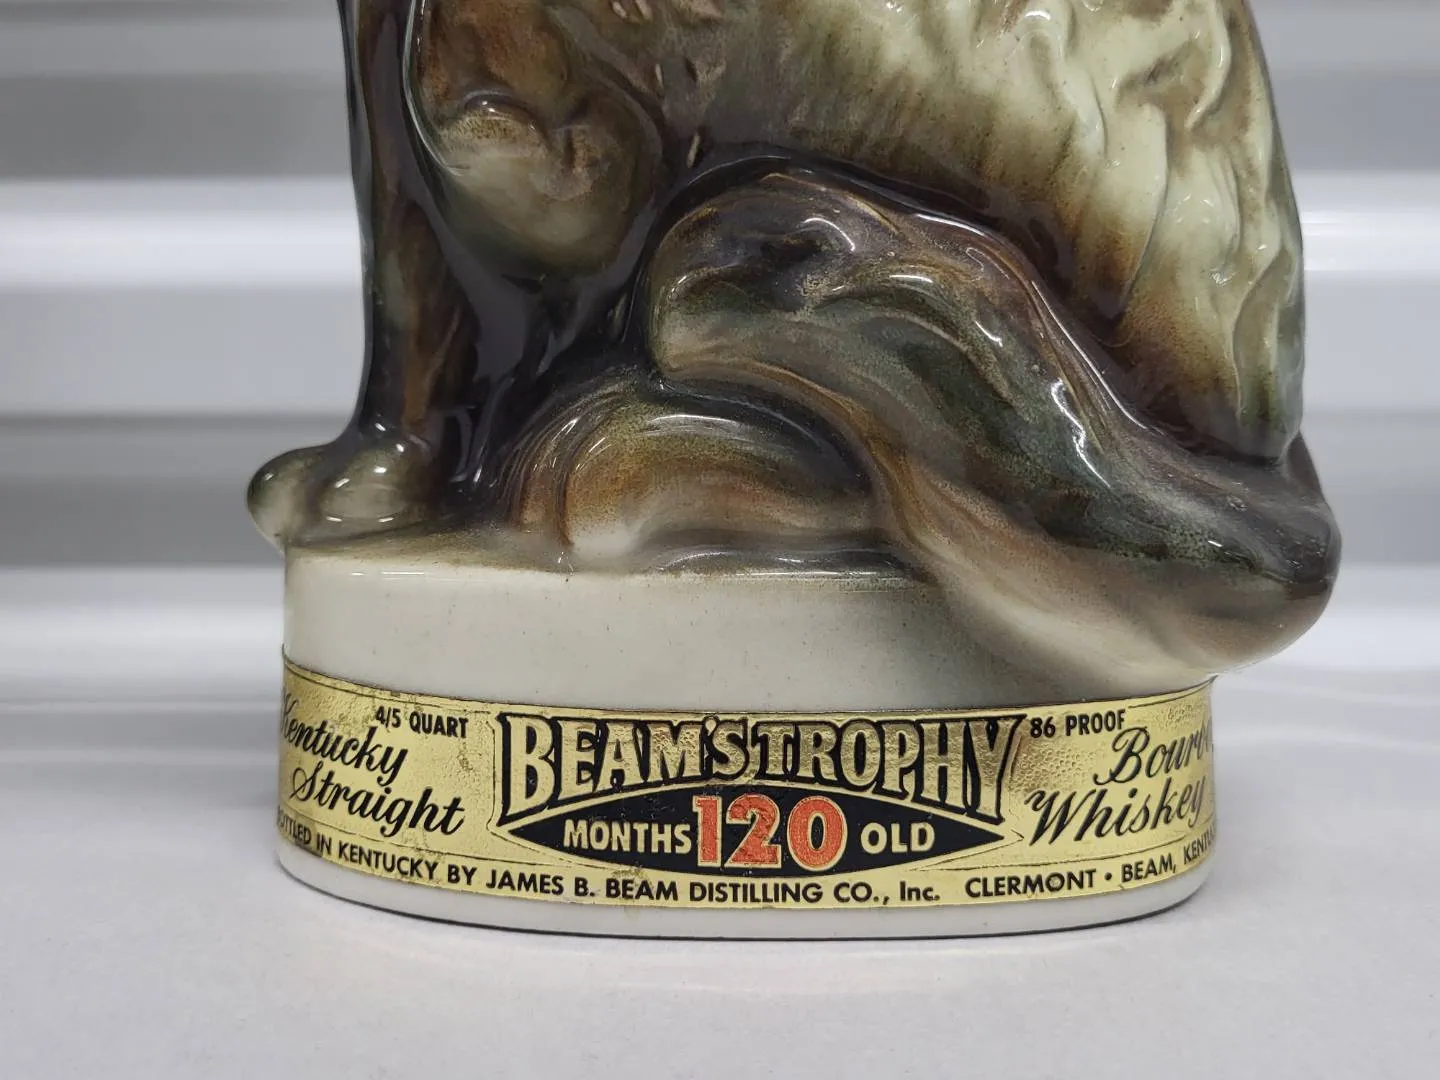 4/5 QUART
Kentucky
Straight
BEAM'S TROPHY
MONTHS 120 OLD
86 PROOF
Whiskey
IN KENTUCKY BY JAMES B. BEAM DISTILLING CO., Inc. CLERMONT • BEAM,